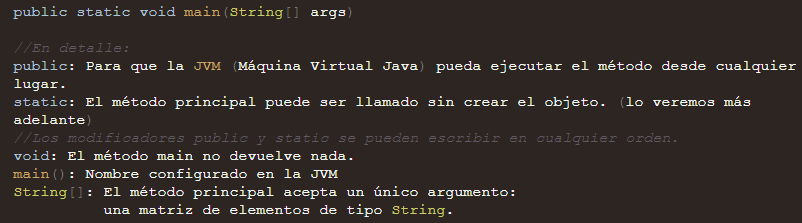 public static void main(String[] args)
//En detalle:
public: Para que la JVM (Máquina Virtual Java) pueda ejecutar el método desde cualquier
lugar.
static: El método principal puede ser llamado sin crear el objeto. (lo veremos más
adelante)
//Los modificadores public y static se pueden escribir en cualquier orden.
void: El método main no devuelve nada.
main(): Nombre configurado en la JVM
String[]: El método principal acepta un único argumento:
una matriz de elementos de tipo String.